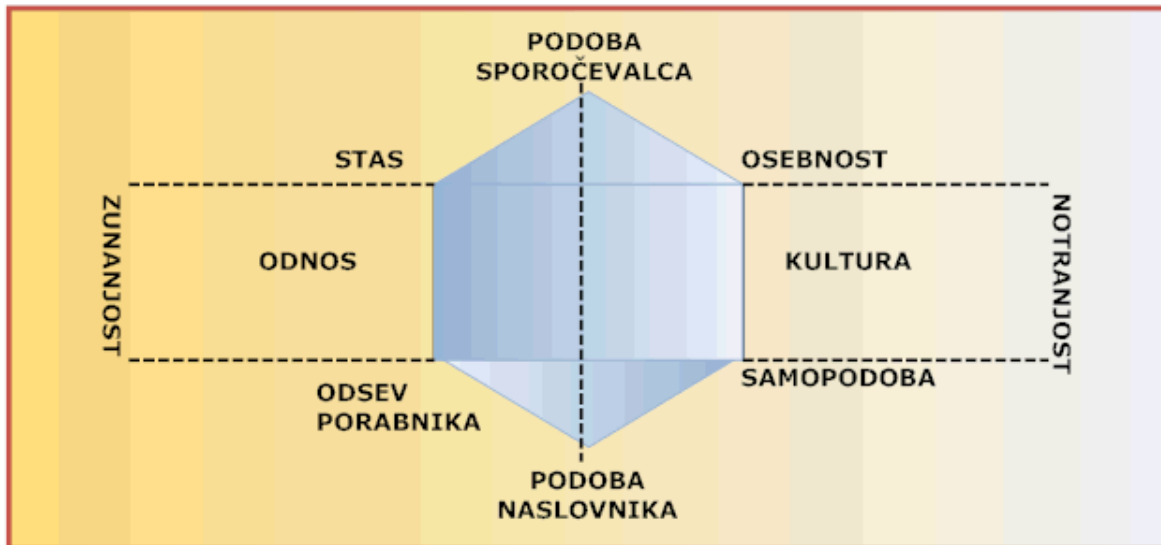 PODOBA
SPOROČEVALCA
STAS
OSEBNOST
ZUNANJOST
ODNOS
KULTURA
NOTRANJOST
ODSEV
PORABNIKA
SAMOPODOBA
PODOBA
NASLOVNIKA